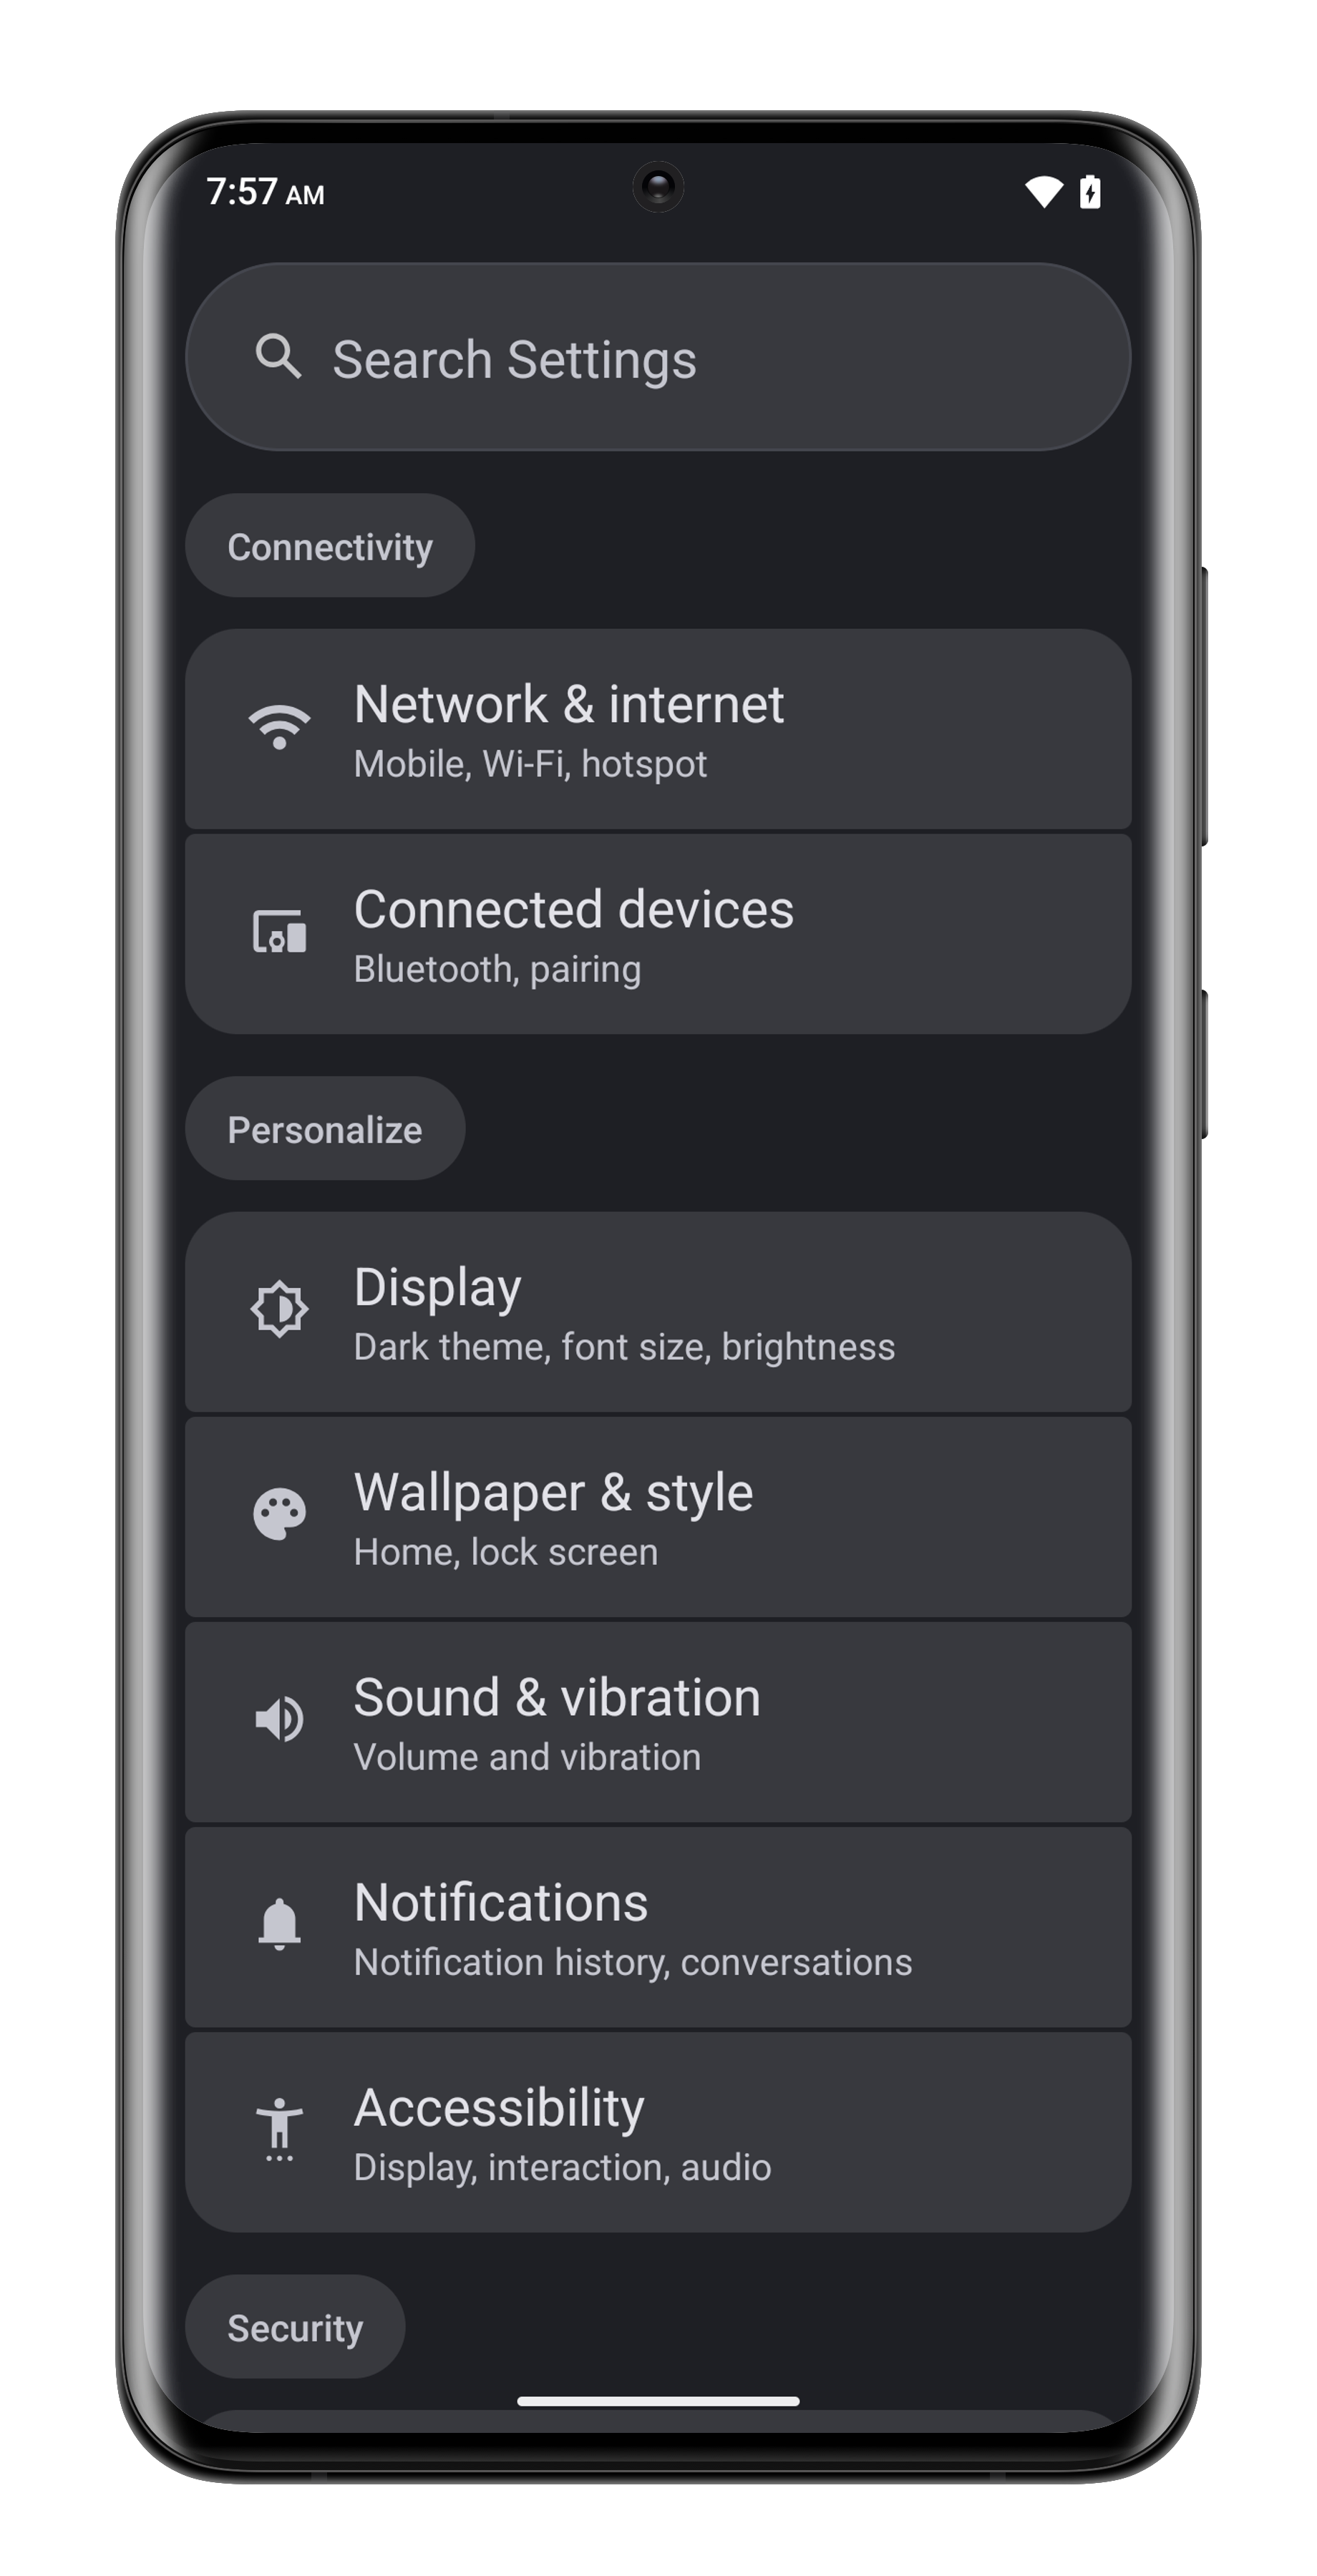 7:57 AM
Search Settings
Connectivity
Network & internet
Mobile, Wi-Fi, hotspot
Connected devices
Bluetooth, pairing
Personalize
Display
Dark theme, font size, brightness
Wallpaper & style
Home, lock screen
Sound & vibration
Volume and vibration
Notifications
Notification history, conversations
Accessibility
Display, interaction, audio
Security